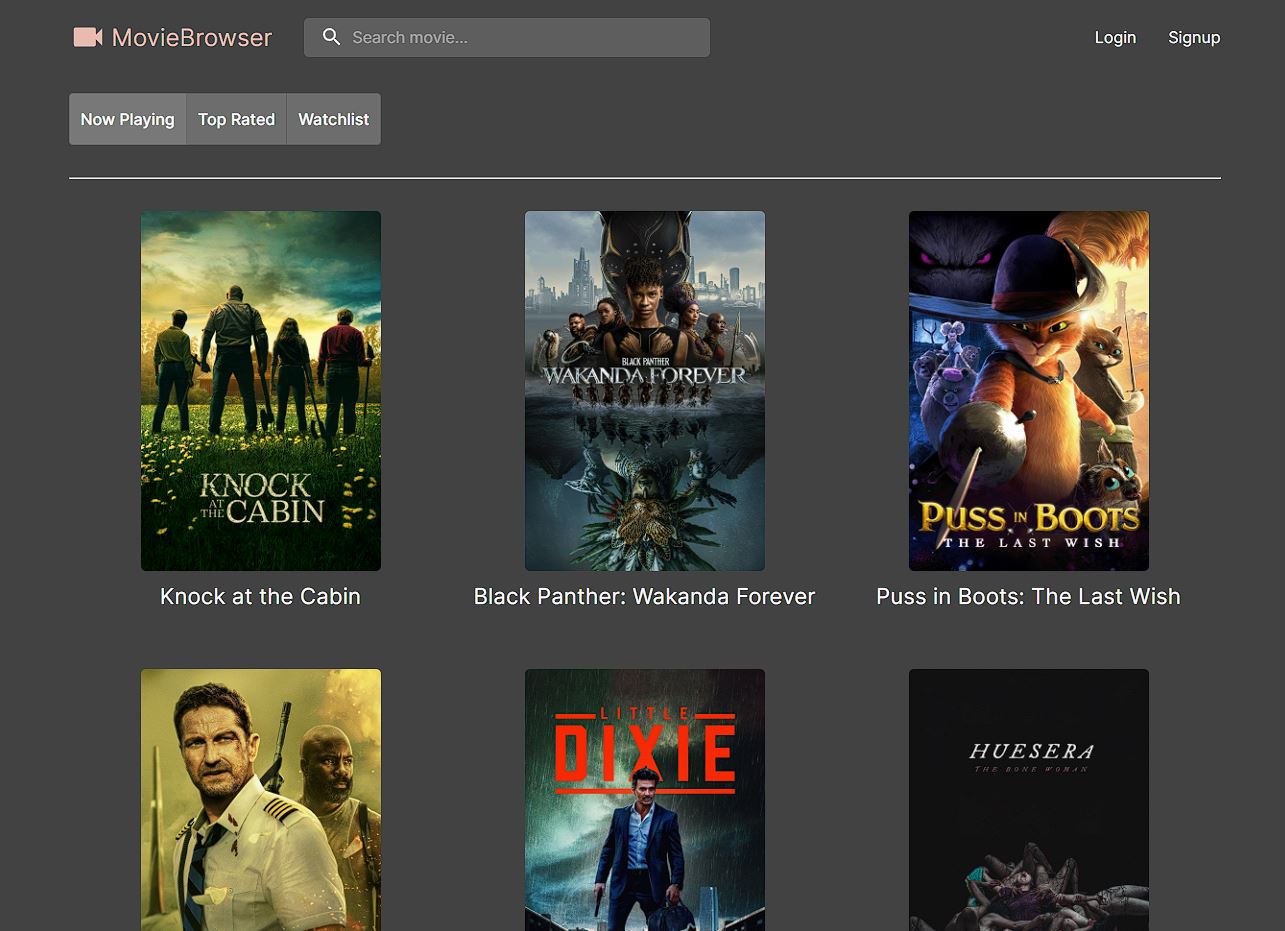 MovieBrowser
Search movie...
Login
Signup
Now Playing
Top Rated
Watchlist
KNOCK
AT
THE CABIN
BLACK PANTHER
WAKANDA FOREVER
PUSS IN BOOTS
THE LAST WISH
Knock at the Cabin
Black Panther: Wakanda Forever
Puss in Boots: The Last Wish
LITTLE
DIXIE
HUESERA
THE BONE WOMAN